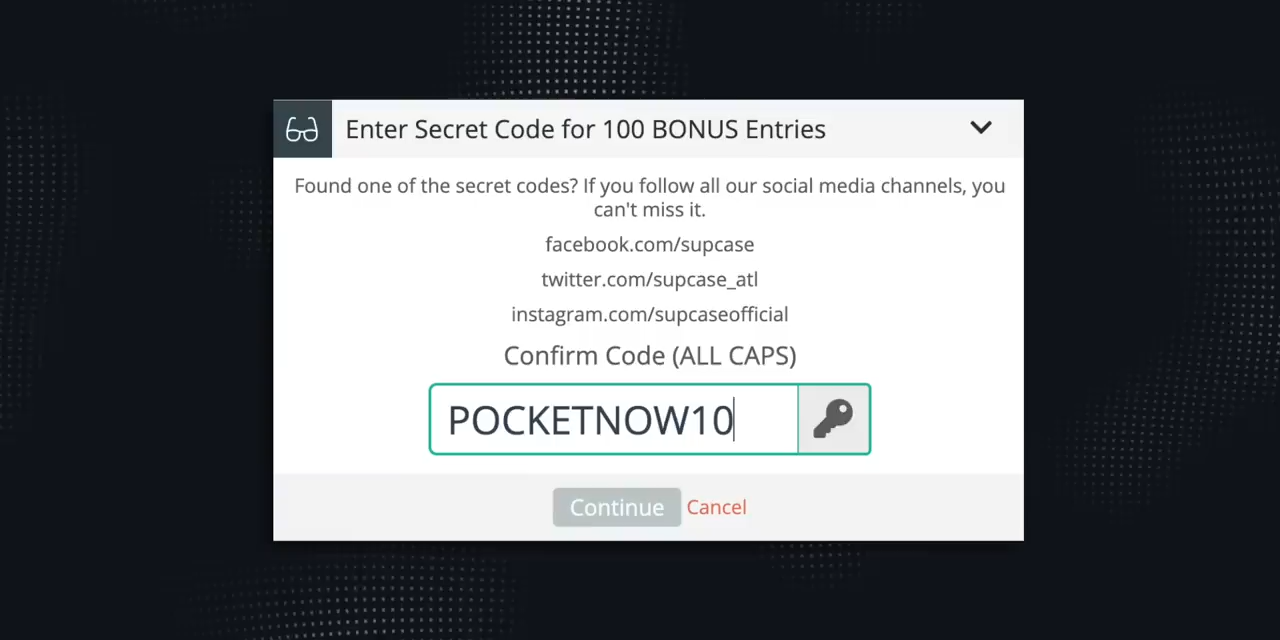 Enter Secret Code for 100 BONUS Entries
Found one of the secret codes? If you follow all our social media channels, you
can't miss it.
facebook.com/supcase
twitter.com/supcase_atl
instagram.com/supcaseofficial
Confirm Code (ALL CAPS)
POCKETNOW10
Continue Cancel